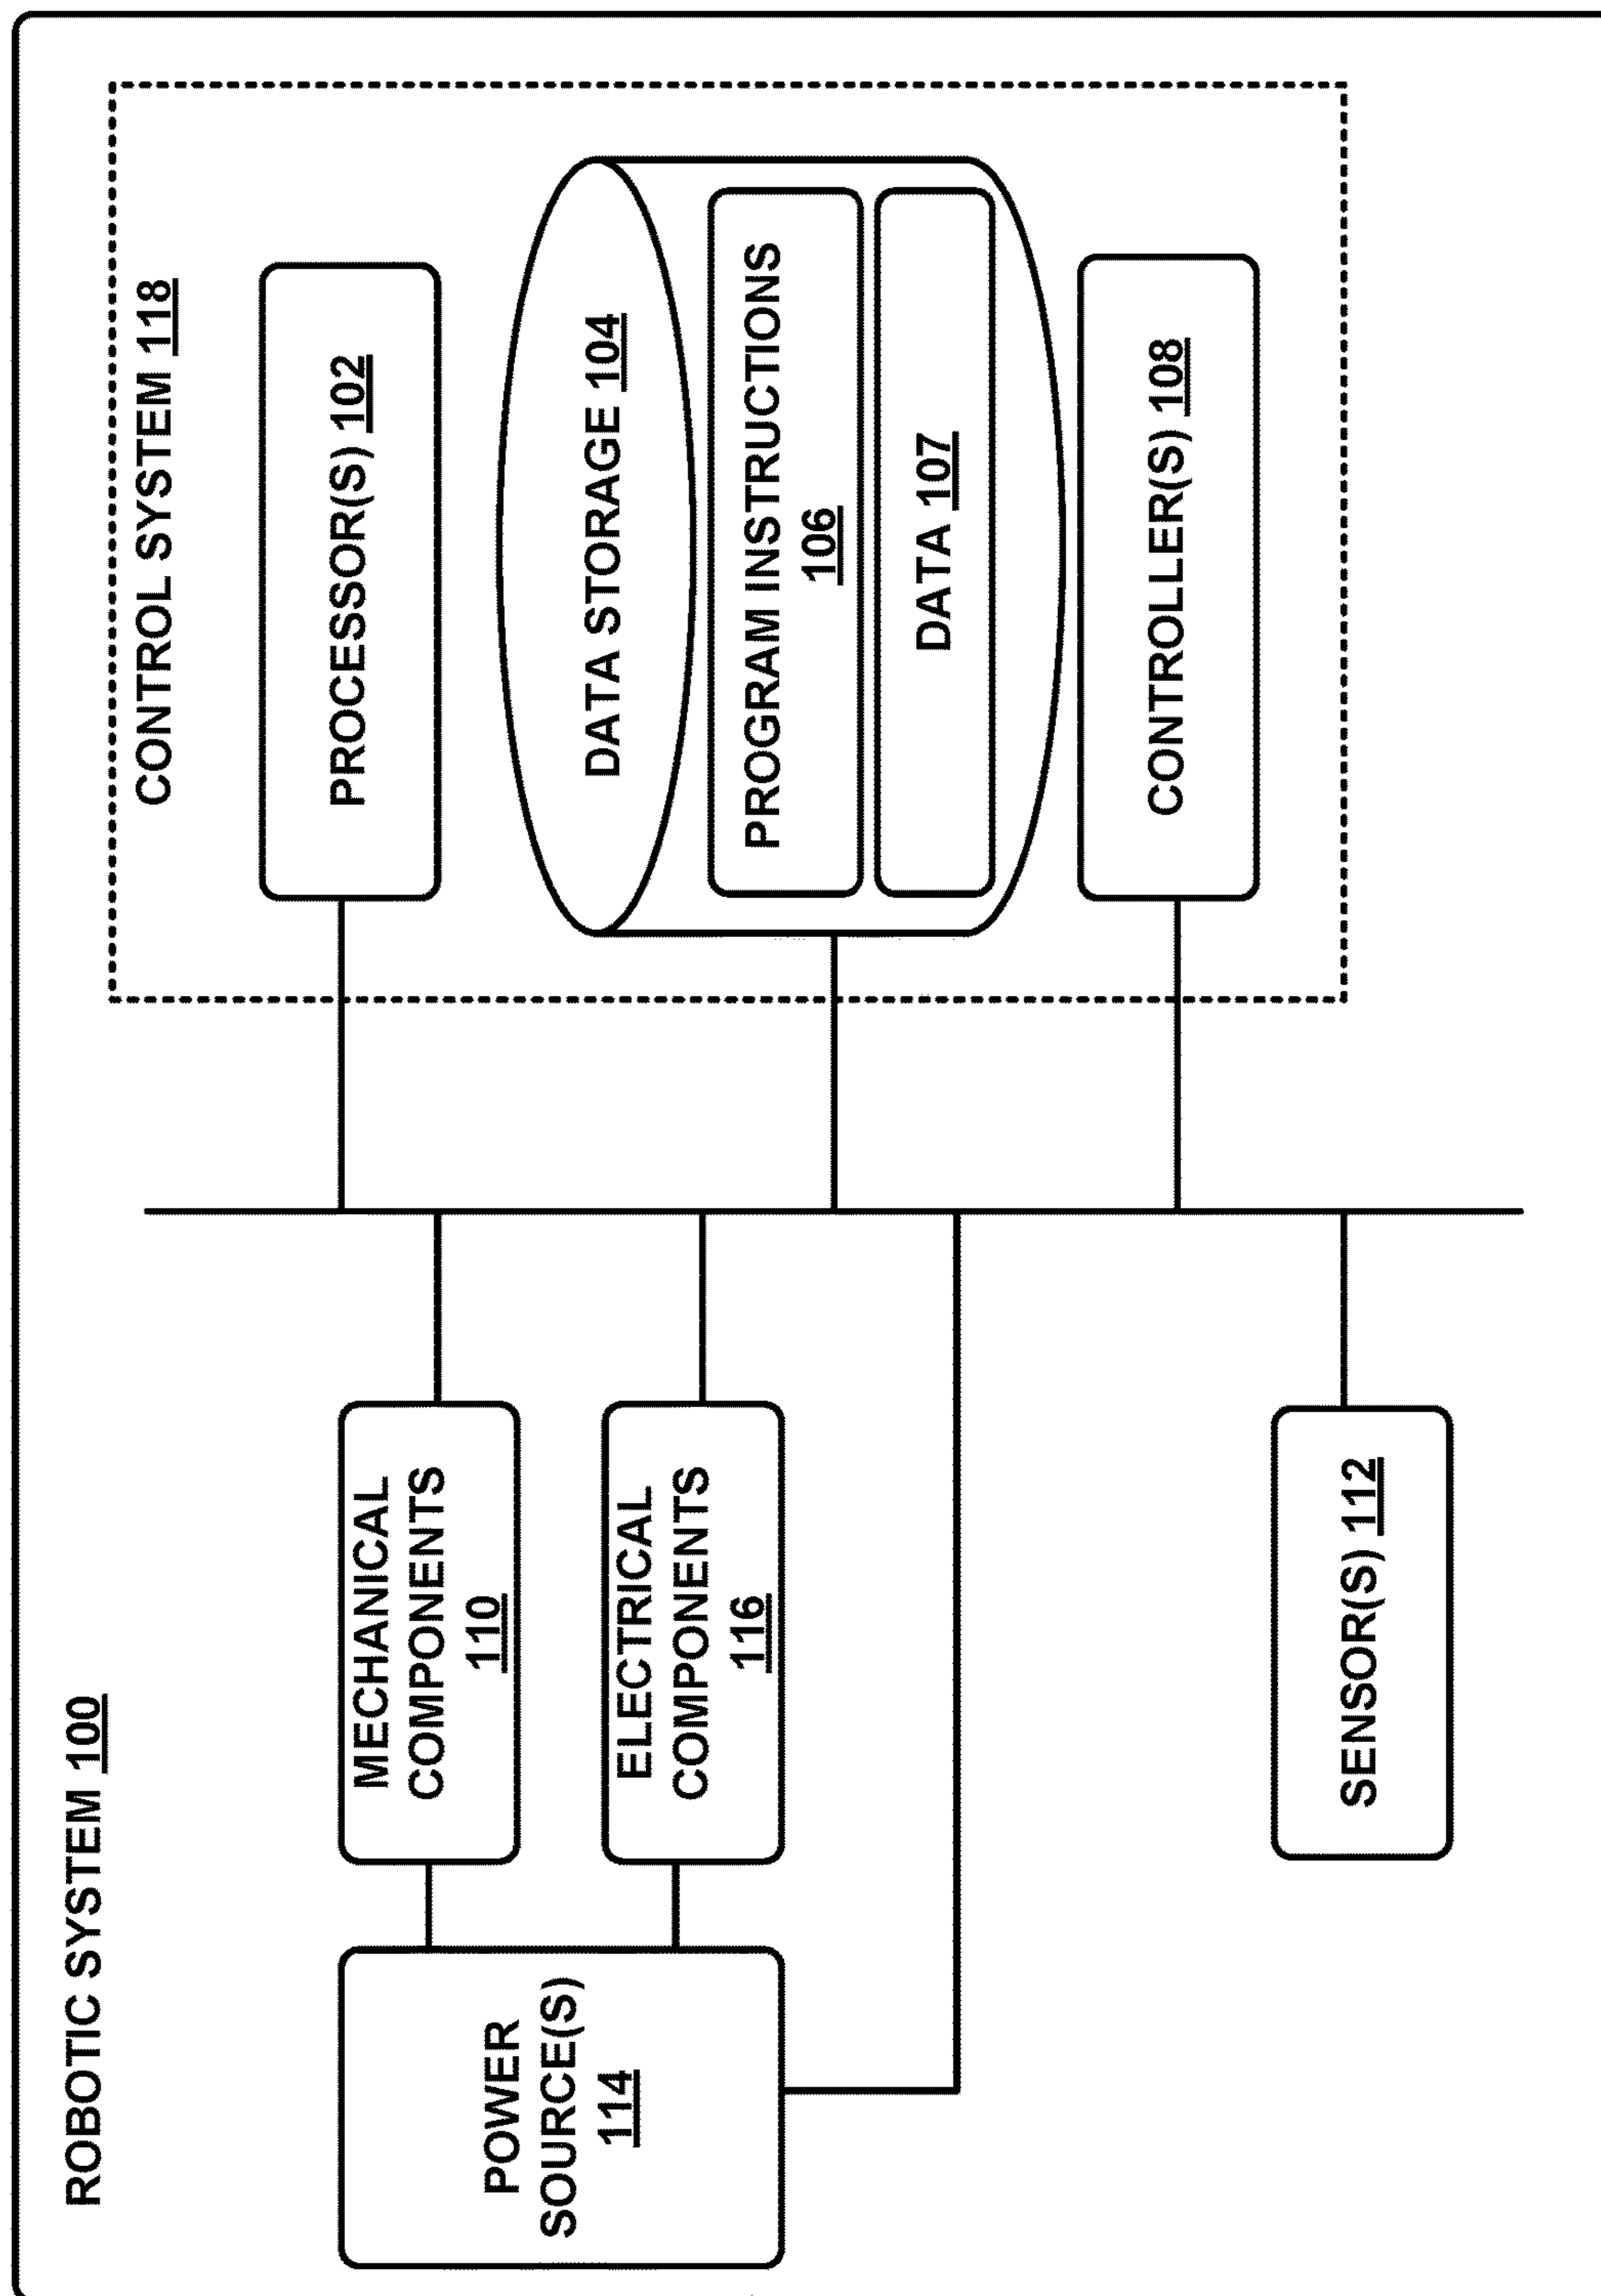 ROBOTIC SYSTEM 100
CONTROL SYSTEM 118
POWER
SOURCE(S)
114
MECHANICAL
COMPONENTS
110
ELECTRICAL
COMPONENTS
116
SENSOR(S) 112
PROCESSOR(S) 102
DATA STORAGE 104
PROGRAM INSTRUCTIONS
106
DATA 107
CONTROLLER(S) 108